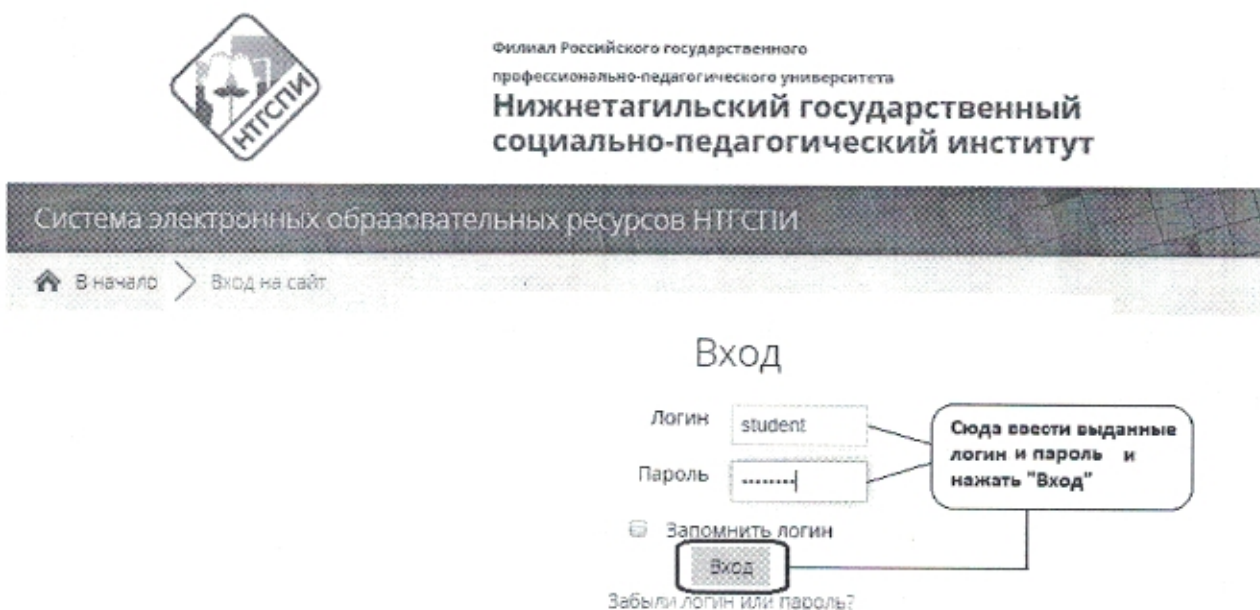 НТГСПИ
Филиал Российского государственного
профессионально-педагогического университета
Нижнетагильский государственный
социально-педагогический институт
Система электронных образовательных ресурсов НТГСПИ
В начало
Вход на сайт
Вход
Логин
student
Пароль
••••••••
Сюда ввести выданные
логин и пароль и
нажать "Вход"
Запомнить логин
Вход
Забыли логин или пароль?